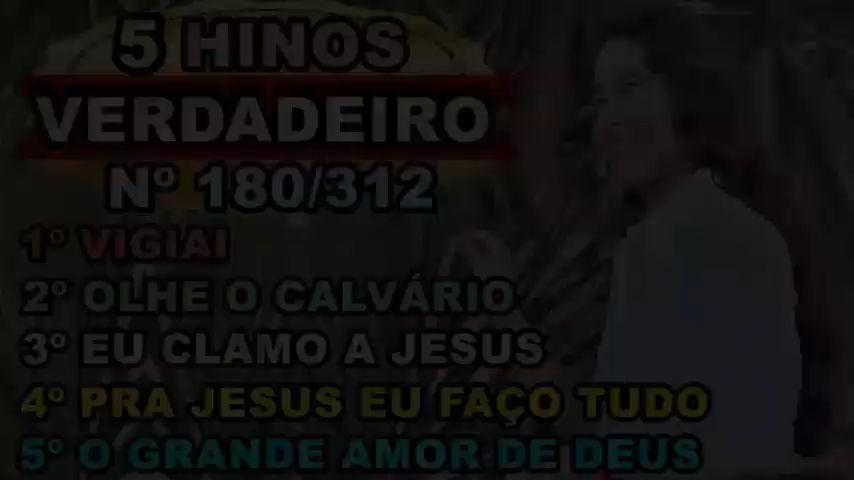 5 HINOS
VERDADEIRO
Nº 180/312
1º VIGIAI
2º OLHE O CALVÁRIO
3º EU CLAMO A JESUS
4º PRA JESUS EU FAÇO TUDO
5º O GRANDE AMOR DE DEUS